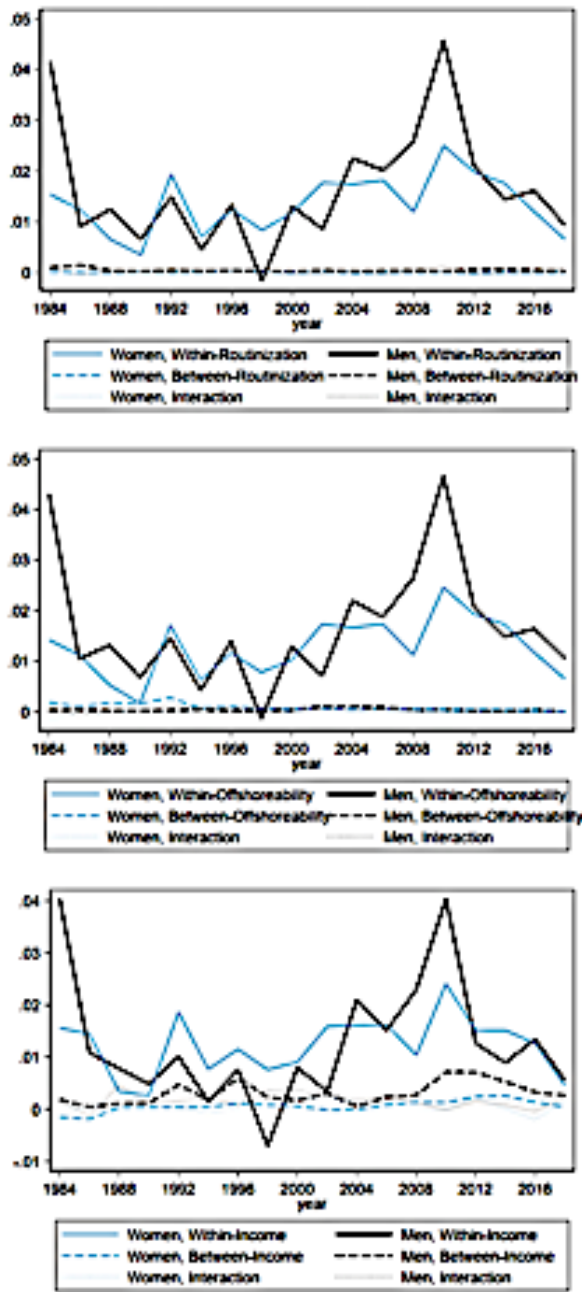 .05
.04
.03
.02
.01
0
1984 1988 1992 1996 2000 2004 2008 2012 2016
year
Women, Within-Routinization Men, Within-Routinization
Women, Between-Routinization Men, Between-Routinization
Women, Interaction Men, Interaction
.05
.04
.03
.02
.01
0
1984 1988 1992 1996 2000 2004 2008 2012 2016
year
Women, Within-Offshoreability Men, Within-Offshoreability
Women, Between-Offshoreability Men, Between-Offshoreability
Women, Interaction Men, Interaction
.04
.03
.02
.01
0
-.01
1984 1988 1992 1996 2000 2004 2008 2012 2016
year
Women, Within-Income Men, Within-Income
Women, Between-Income Men, Between-Income
Women, Interaction Men, Interaction